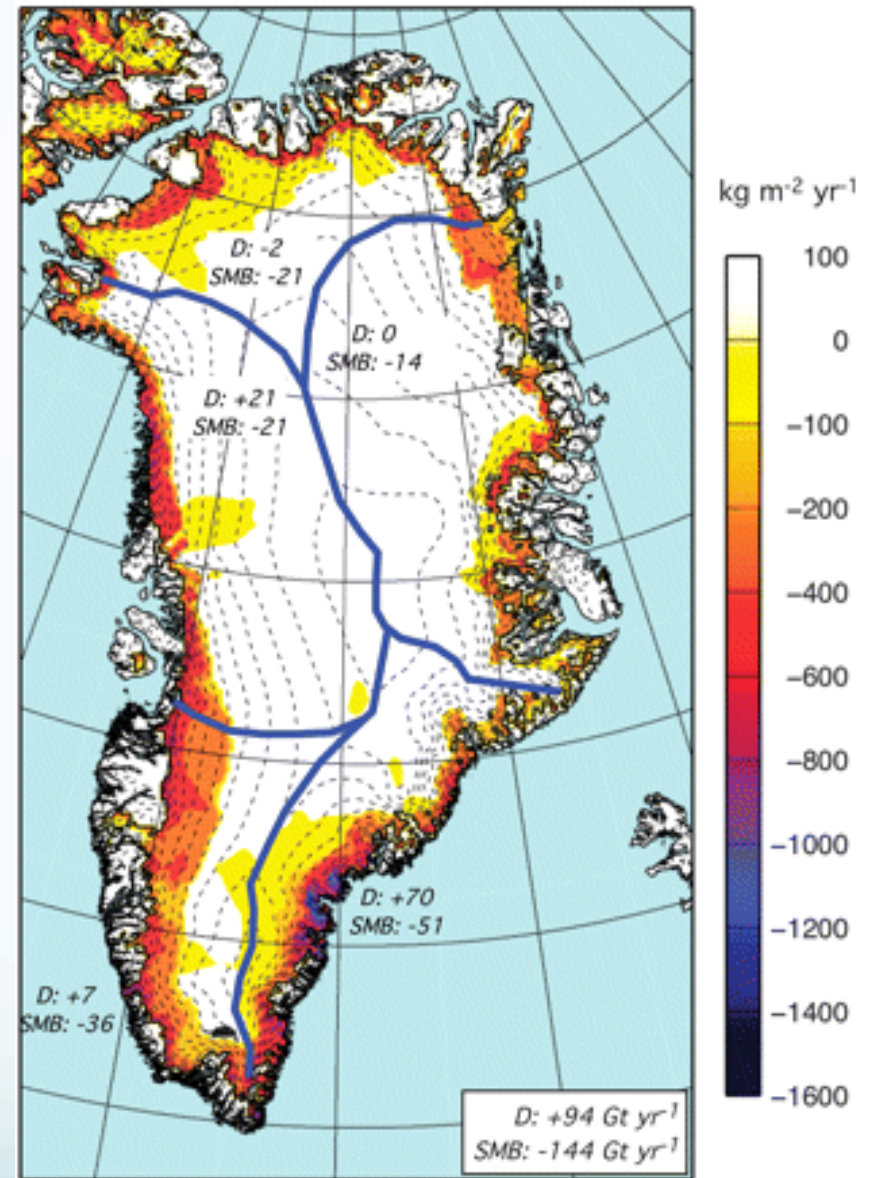 kg m-2 yr-1
100
0
-100
-200
-400
-600
-800
-1000
-1200
-1400
-1600
D: -2
SMB: -21
D: 0
SMB: -14
D: +21
SMB: -21
D: +70
SMB: -51
D: +7
SMB: -36
D: +94 Gt yr-1
SMB: -144 Gt yr-1